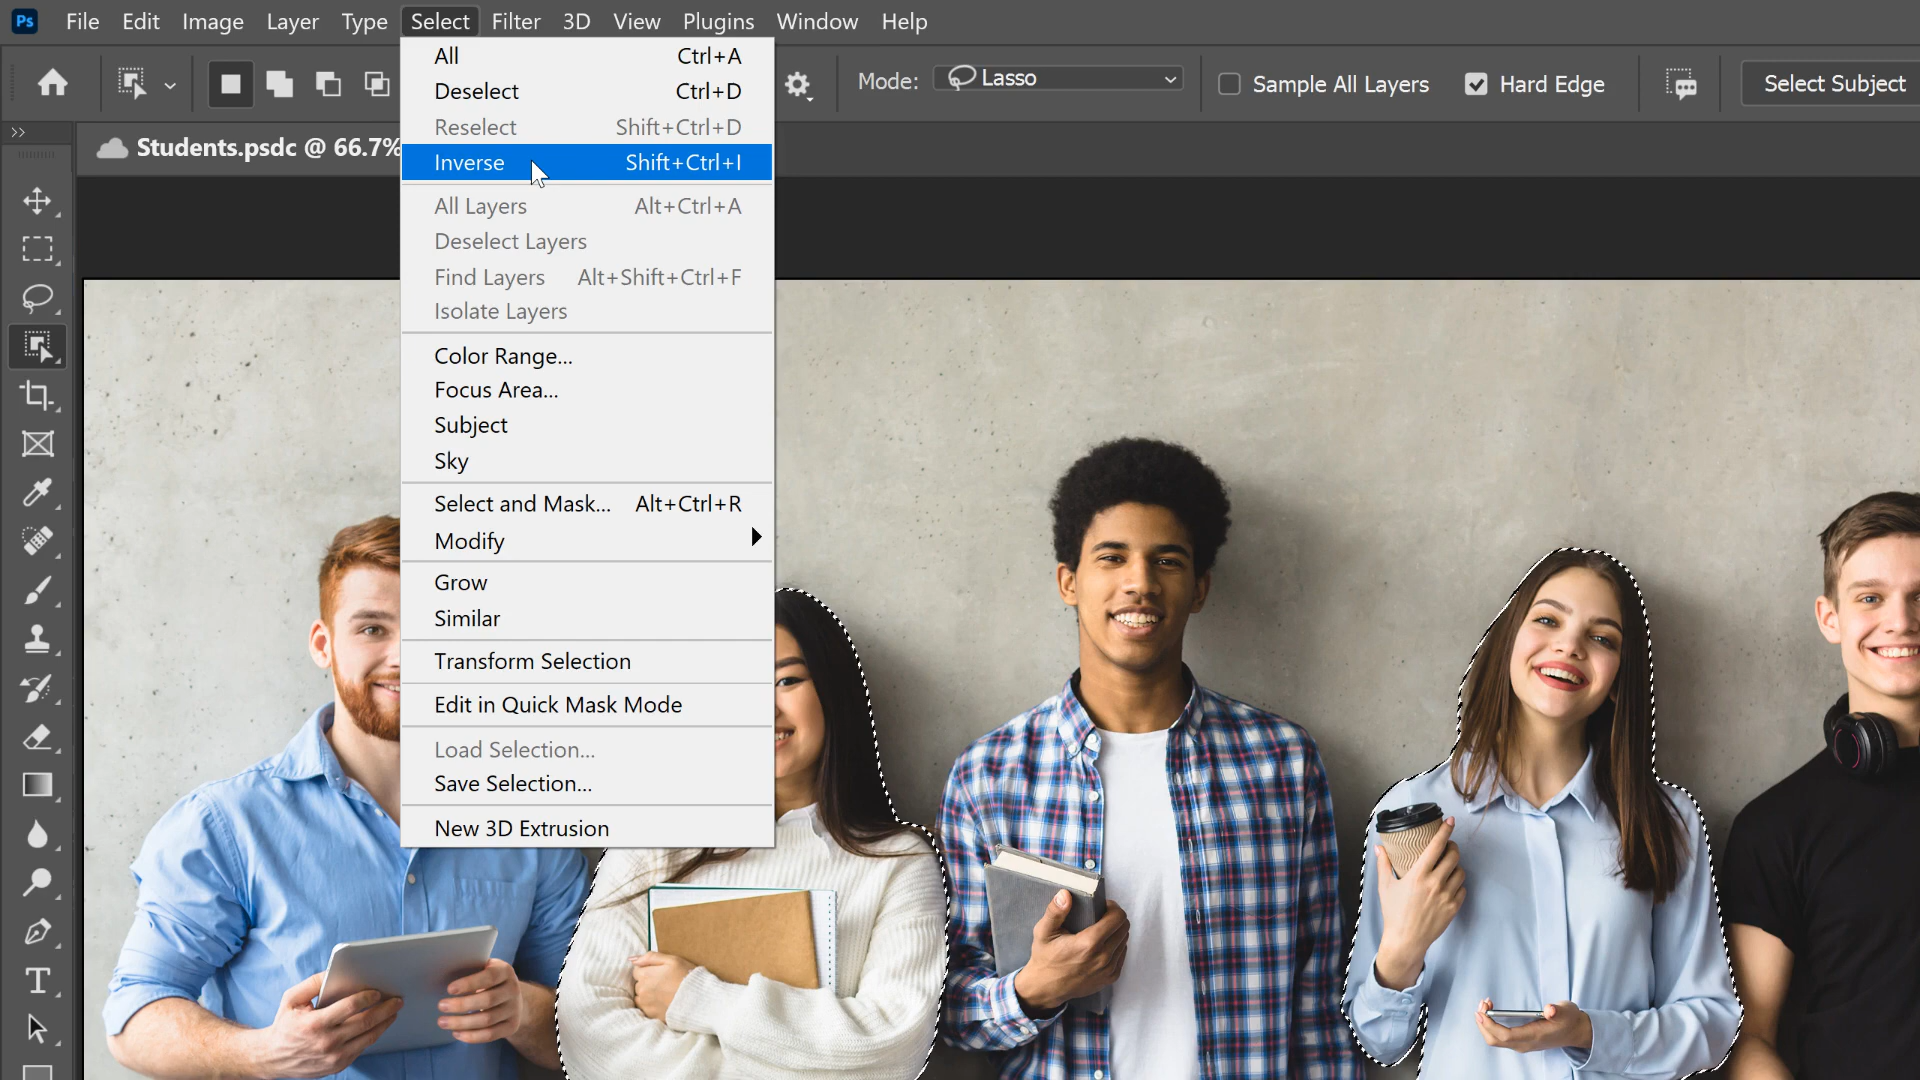 Ps File Edit Image Layer Type Select Filter 3D View Plugins Window Help
Mode: Lasso Sample All Layers Hard Edge Select Subject
Students.psdc @ 66.7%
All Ctrl+A
Deselect Ctrl+D
Reselect Shift+Ctrl+D
Inverse Shift+Ctrl+I
All Layers Alt+Ctrl+A
Deselect Layers
Find Layers Alt+Shift+Ctrl+F
Isolate Layers
Color Range...
Focus Area...
Subject
Sky
Select and Mask... Alt+Ctrl+R
Modify
Grow
Similar
Transform Selection
Edit in Quick Mask Mode
Load Selection...
Save Selection...
New 3D Extrusion